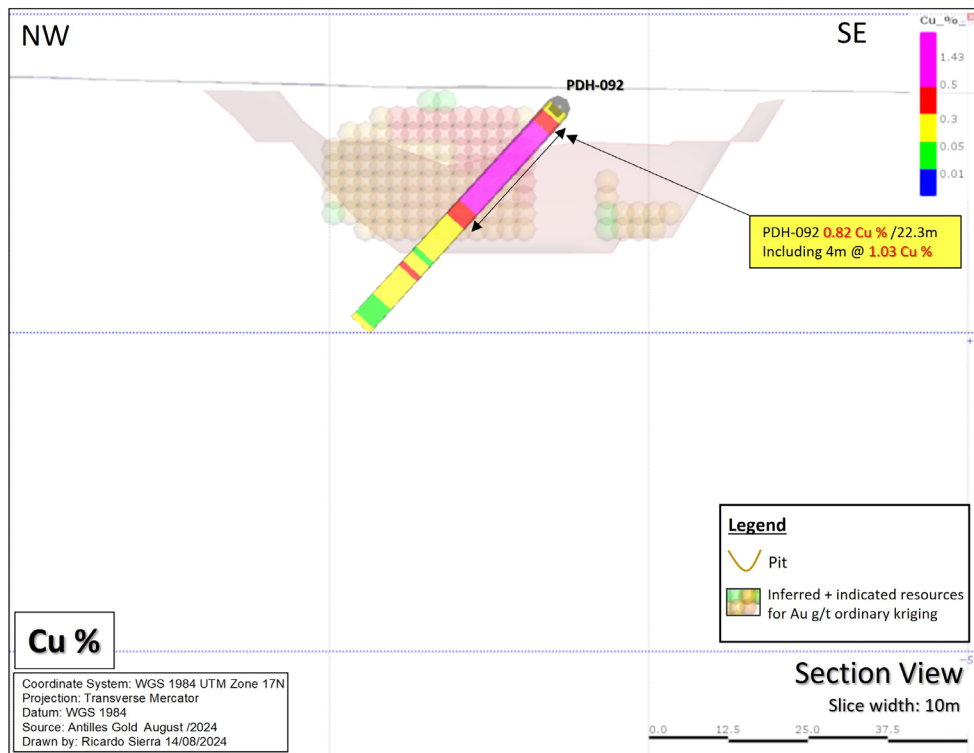 NW
SE
Cu_%_
1.43
0.5
0.3
0.05
0.01
PDH-092
PDH-092 0.82 Cu % /22.3m
Including 4m @ 1.03 Cu %
Legend
Pit
Inferred + indicated resources
for Au g/t ordinary kriging
Cu %
Coordinate System: WGS 1984 UTM Zone 17N
Projection: Transverse Mercator
Datum: WGS 1984
Source: Antilles Gold August /2024
Drawn by: Ricardo Sierra 14/08/2024
Section View
Slice width: 10m
0.0 12.5 25.0 37.5